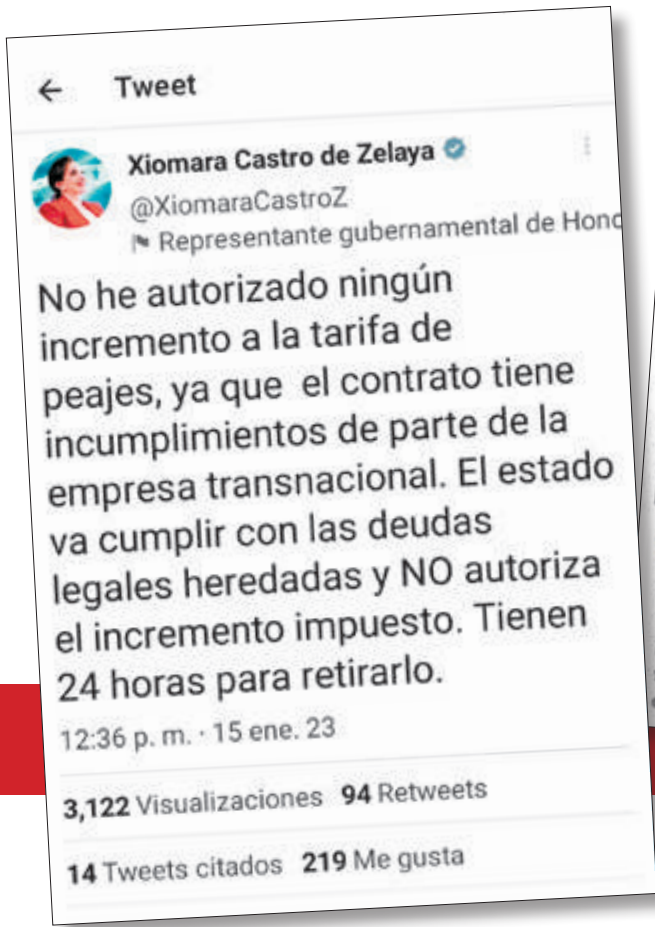 Tweet
Xiomara Castro de Zelaya
@XiomaraCastroZ
Representante gubernamental de Hond
No he autorizado ningún
incremento a la tarifa de
peajes, ya que el contrato tiene
incumplimientos de parte de la
empresa transnacional. El estado
va cumplir con las deudas
legales heredadas y NO autoriza
el incremento impuesto. Tienen
24 horas para retirarlo.
12:36 p. m. · 15 ene. 23
3,122 Visualizaciones 94 Retweets
14 Tweets citados 219 Me gusta